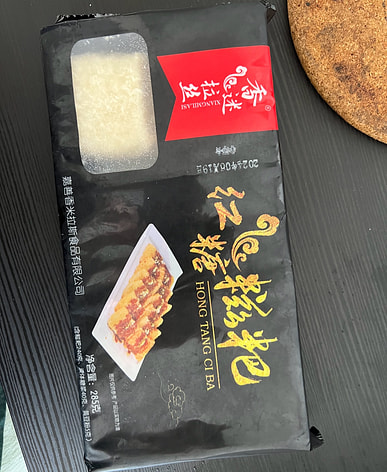 香迷拉丝
XIANGMILASI
2024年06月19日
红糖糍粑
HONG TANG CI BA
嘉善香米拉斯食品有限公司
净含量：285克